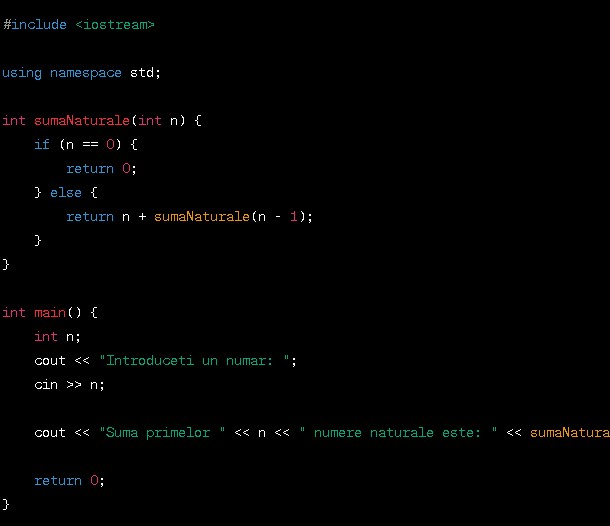 #include <iostream>
using namespace std;
int sumaNaturale(int n) {
    if (n == 0) {
        return 0;
    } else {
        return n + sumaNaturale(n - 1);
    }
}
int main() {
    int n;
    cout << "Introduceti un numar: ";
    cin >> n;
    cout << "Suma primelor " << n << " numere naturale este: " << sumaNatura
    return 0;
}